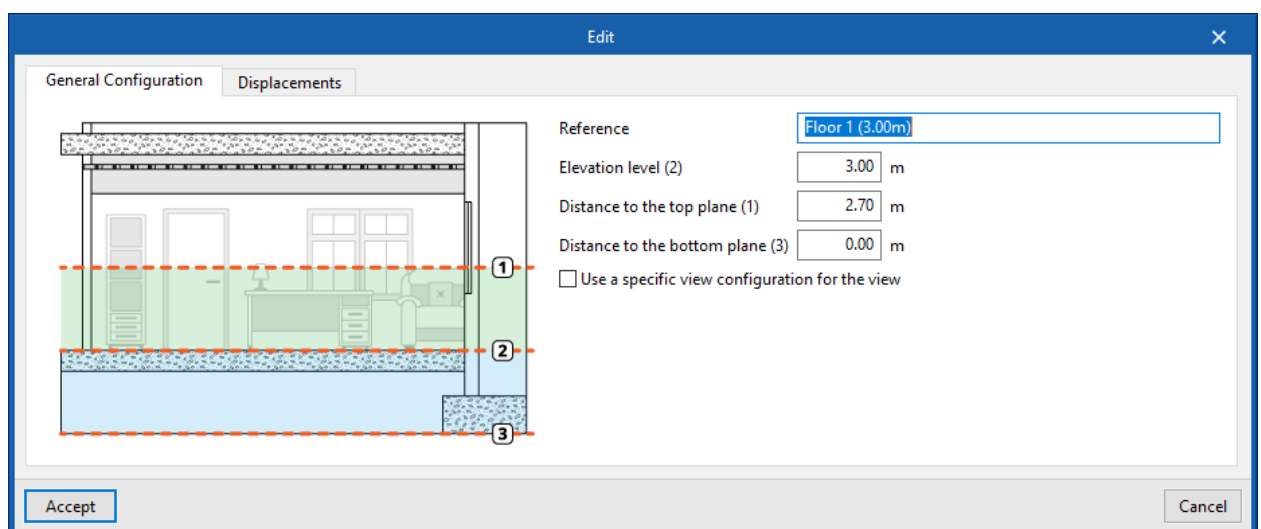 Edit
General Configuration
Displacements
Reference
Floor 1 (3.00m)
Elevation level (2)
3.00 m
Distance to the top plane (1)
2.70 m
Distance to the bottom plane (3)
0.00 m
Use a specific view configuration for the view
1
2
3
Accept
Cancel